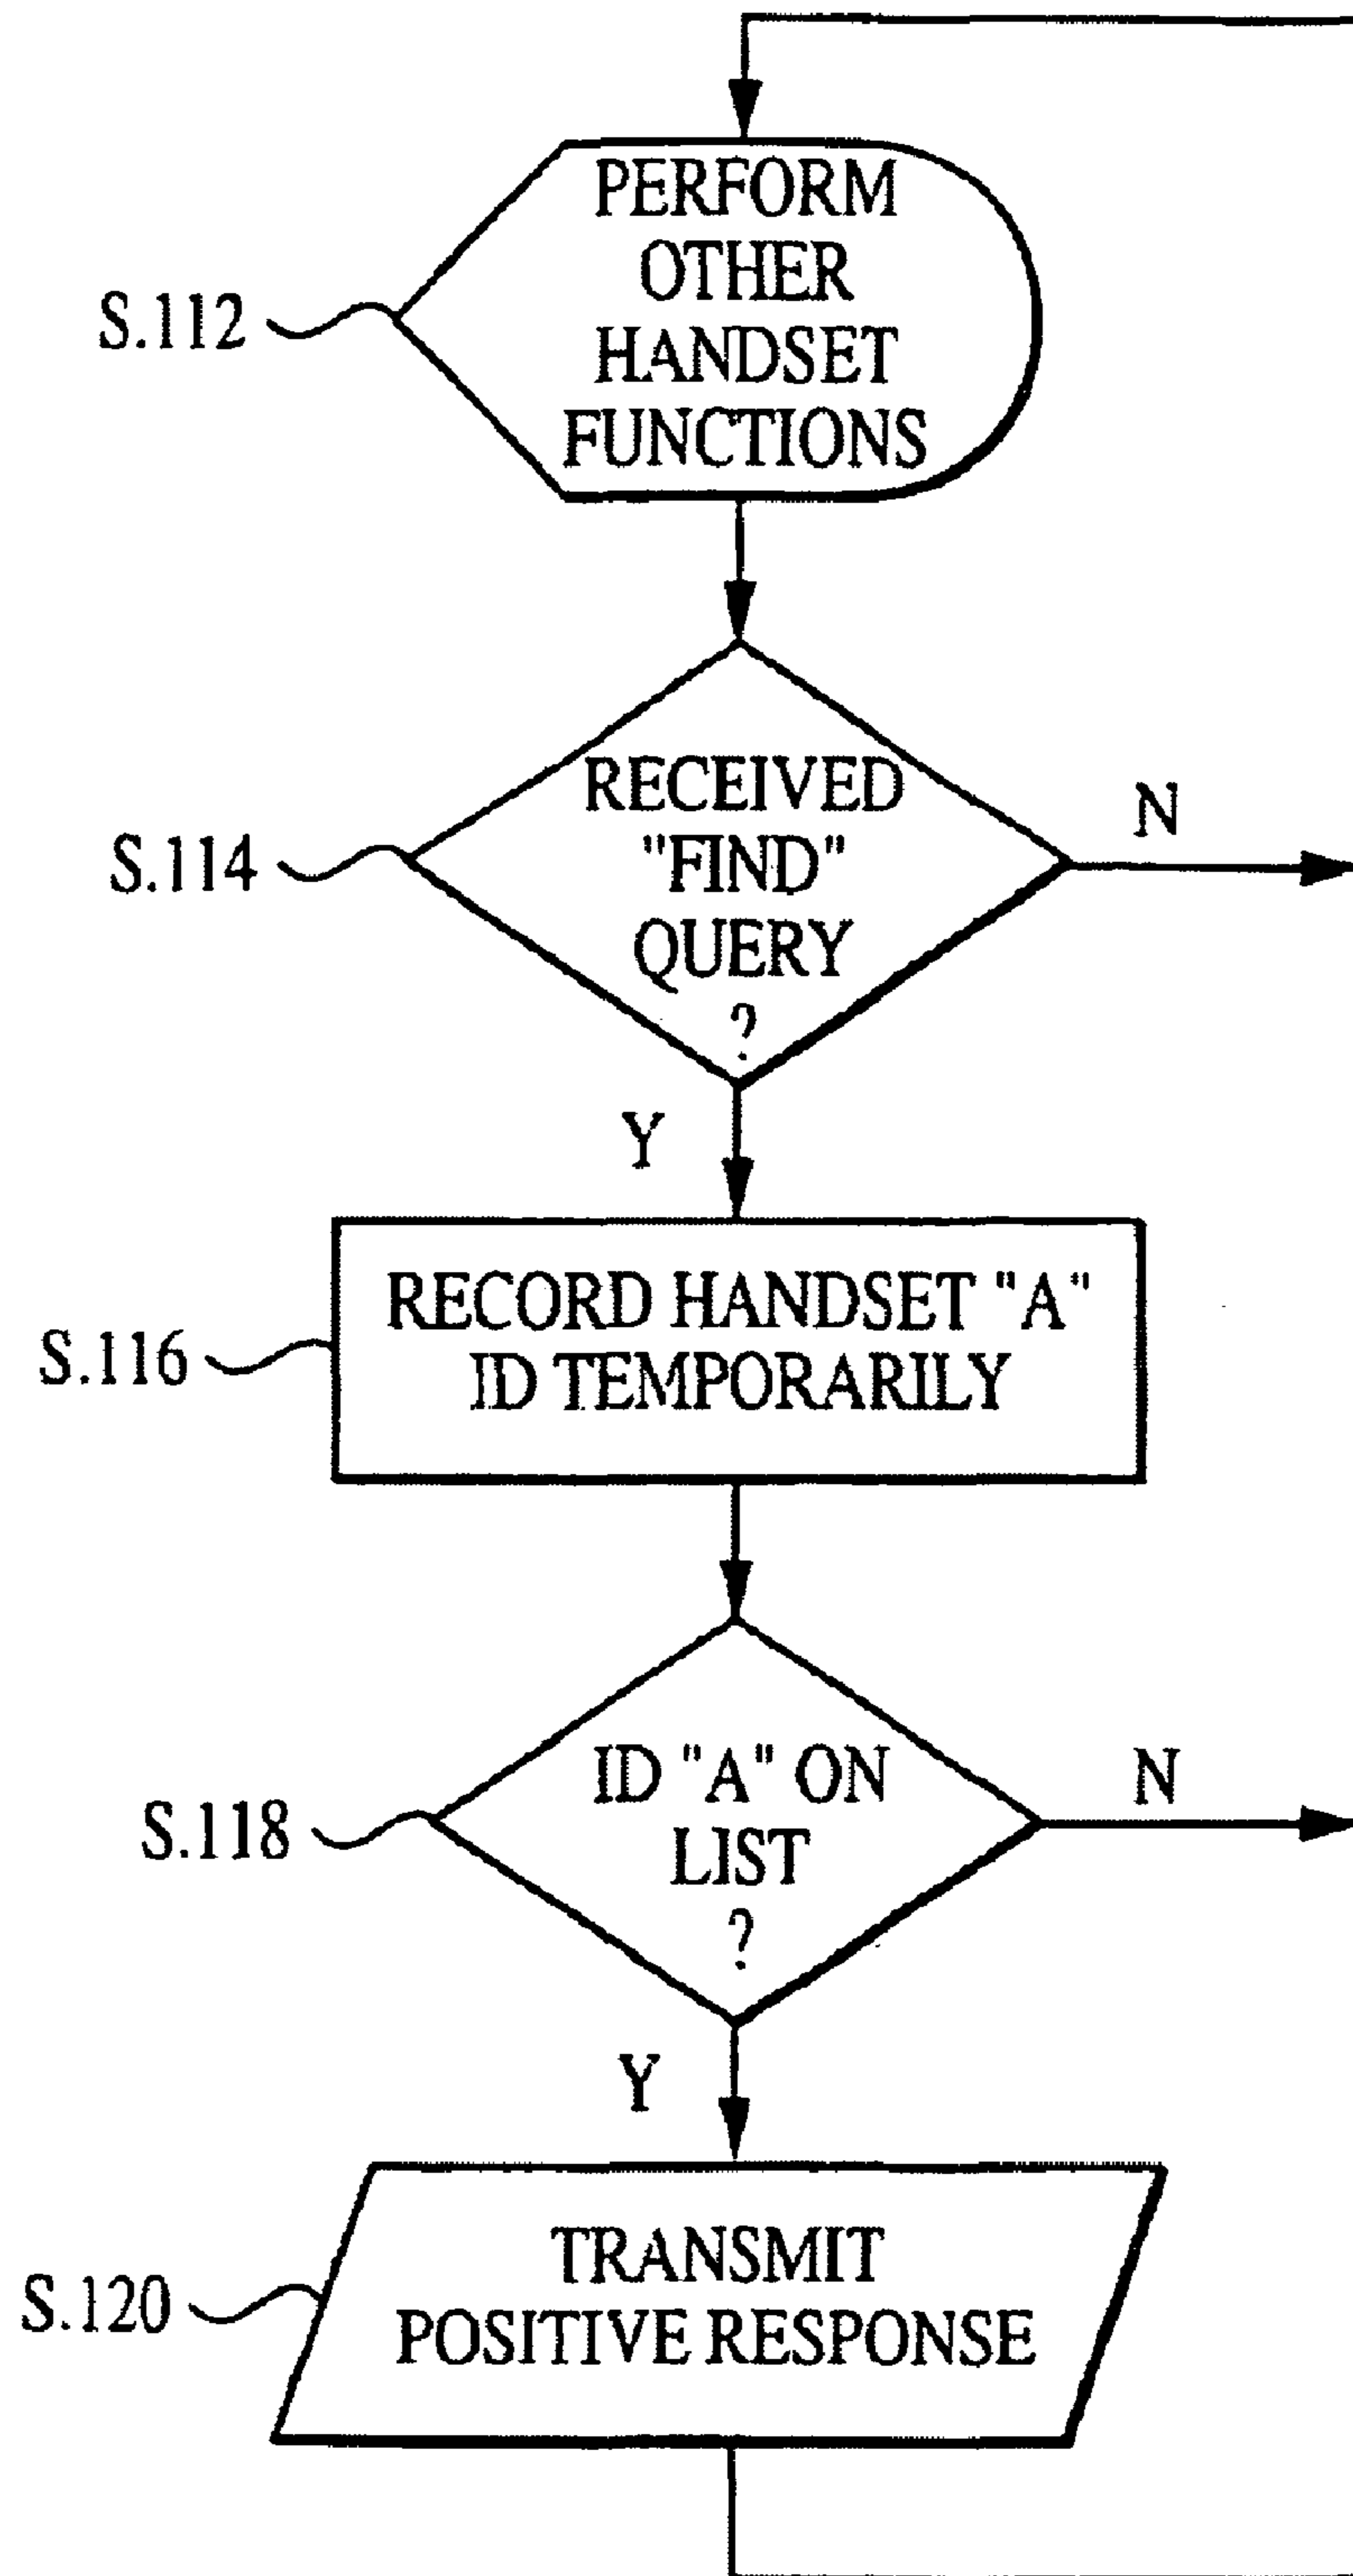 PERFORM
OTHER
HANDSET
FUNCTIONS
S.112
RECEIVED
"FIND"
QUERY
?
S.114
N
Y
RECORD HANDSET "A"
ID TEMPORARILY
S.116
ID "A" ON
LIST
?
S.118
N
Y
TRANSMIT
POSITIVE RESPONSE
S.120